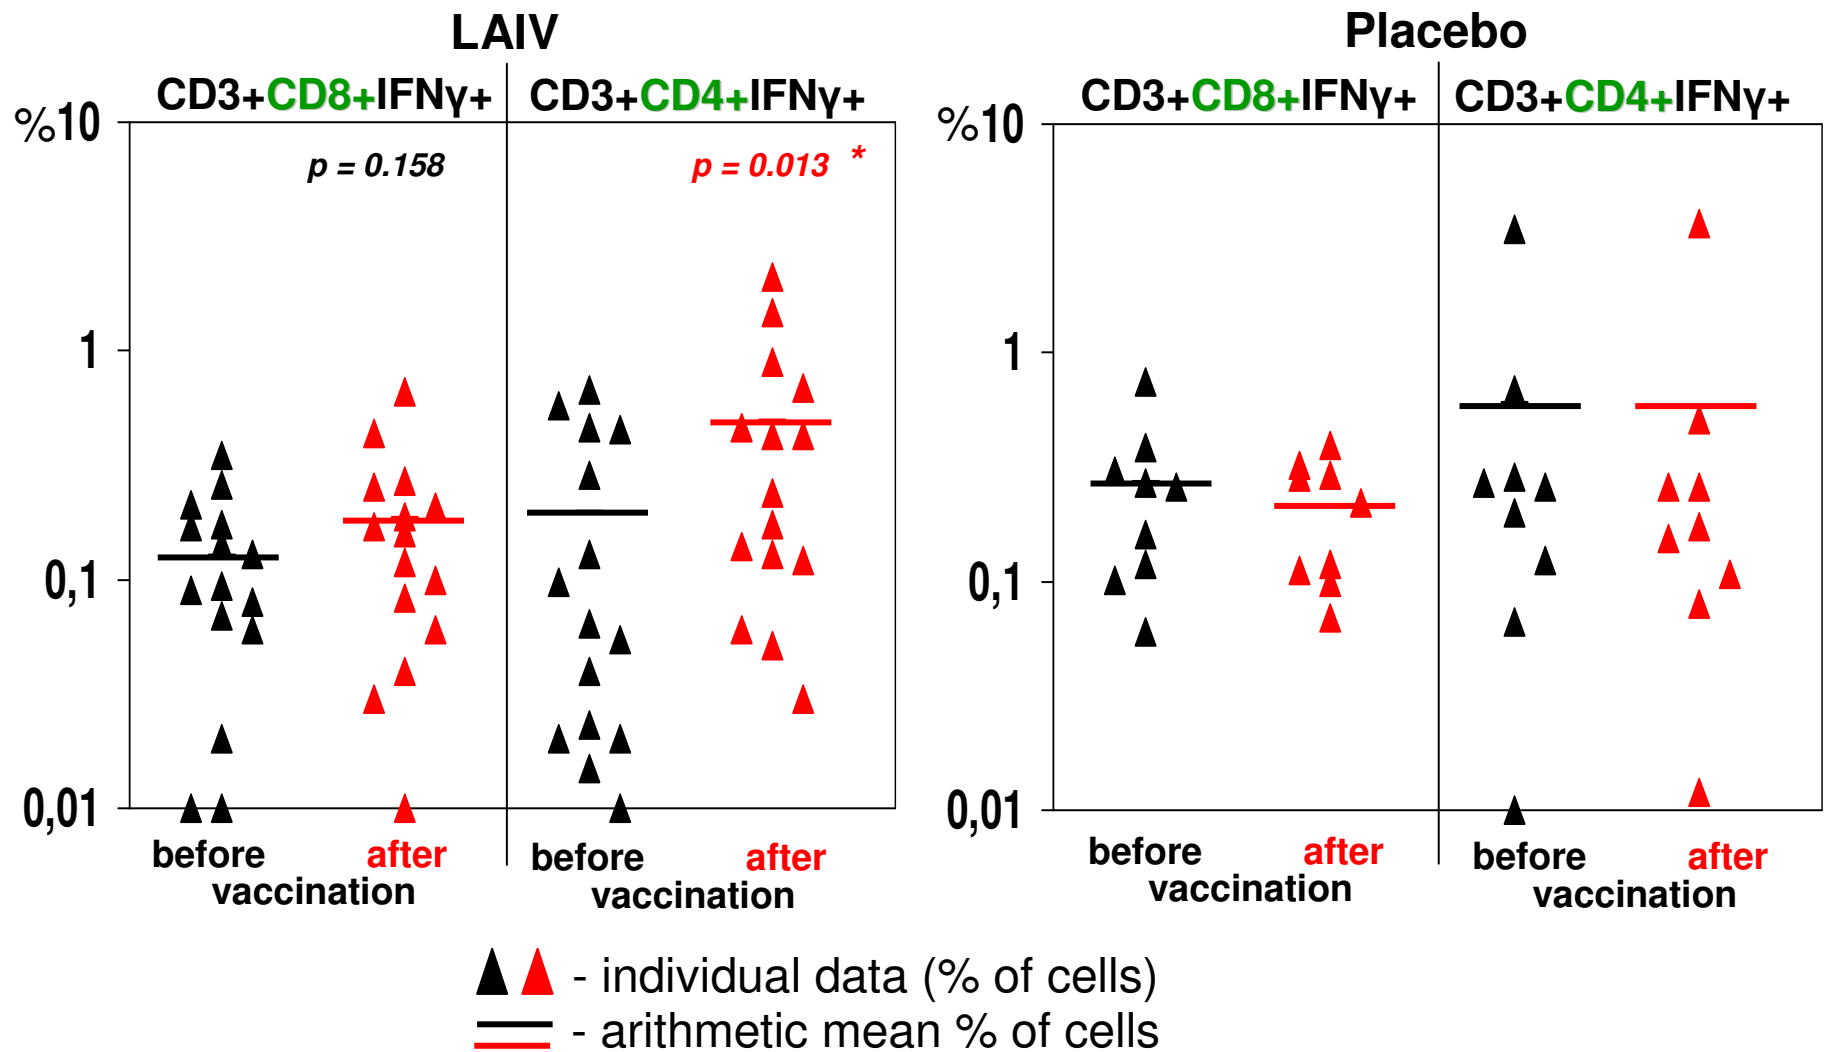 LAIV
CD3+CD8+IFNγ+ CD3+CD4+IFNγ+
%10
p = 0.158
p = 0.013 *
1
0,1
0,01
before after
vaccination
before after
vaccination
Placebo
CD3+CD8+IFNγ+ CD3+CD4+IFNγ+
%10
1
0,1
0,01
before after
vaccination
before after
vaccination
- individual data (% of cells)
- arithmetic mean % of cells